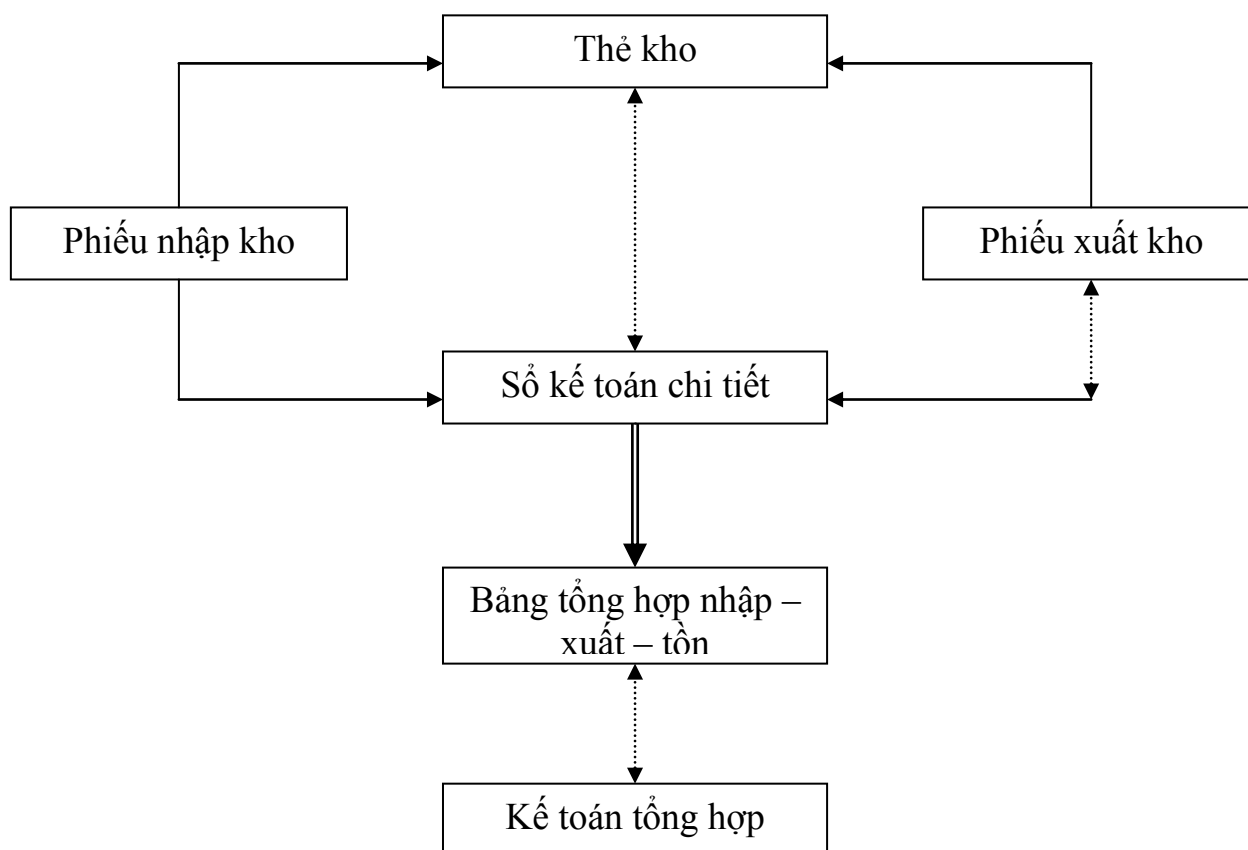 Thẻ kho
Phiếu nhập kho
Phiếu xuất kho
Sổ kế toán chi tiết
Bảng tổng hợp nhập –
xuất – tồn
Kế toán tổng hợp